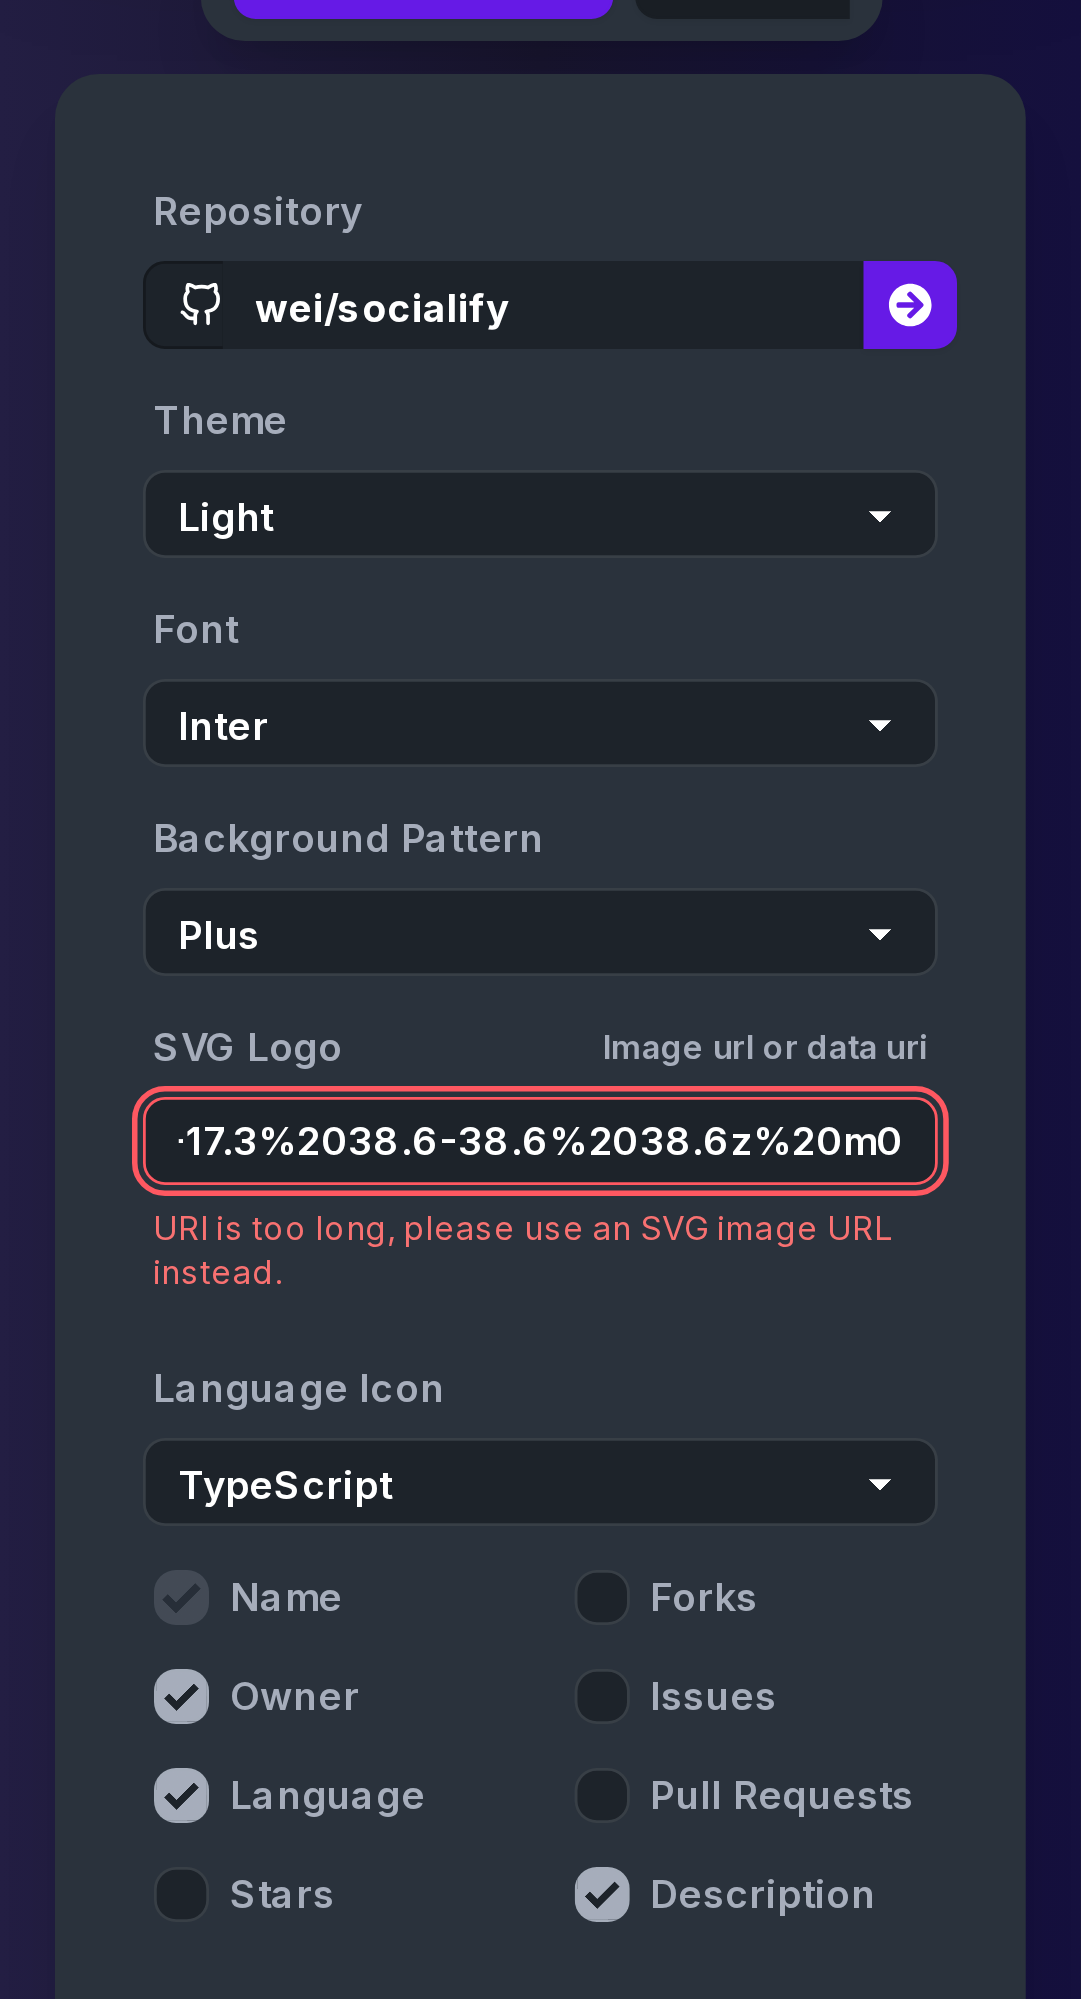 Repository
wei/socialify
Theme
Light
Font
Inter
Background Pattern
Plus
SVG Logo Image url or data uri
-17.3%2038.6-38.6%2038.6z%20m0
URI is too long, please use an SVG image URL
instead.
Language Icon
TypeScript
Name Forks
Owner Issues
Language Pull Requests
Stars Description